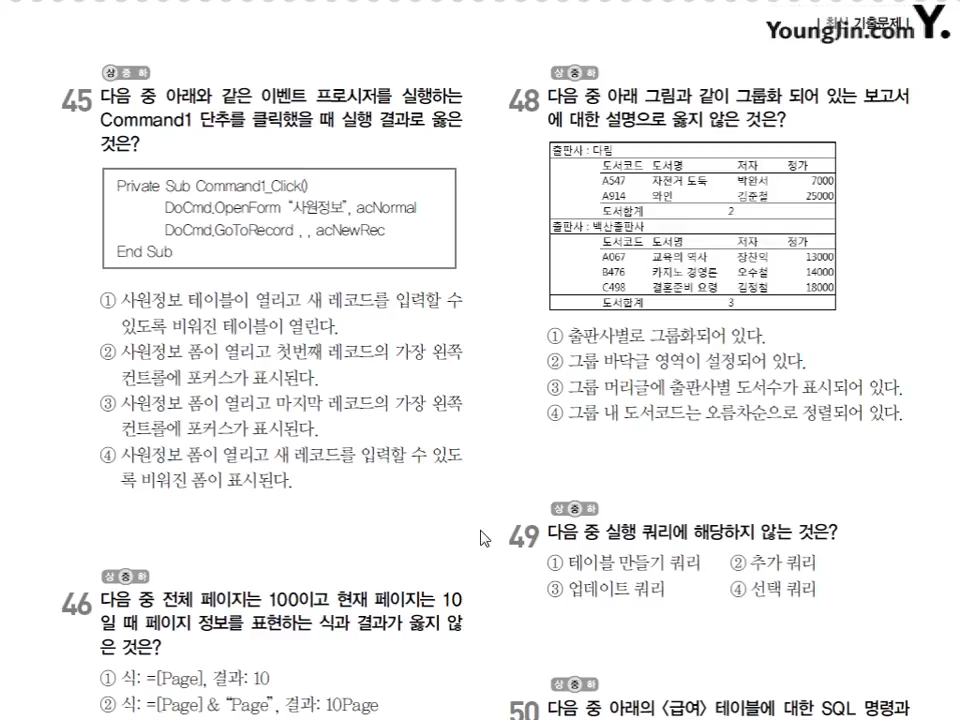 최신 기출문제
YoungJin.com Y.
상 중 하
45 다음 중 아래와 같은 이벤트 프로시저를 실행하는
Command1 단추를 클릭했을 때 실행 결과로 옳은
것은?
Private Sub Command1_Click()
DoCmd.OpenForm “사원정보”, acNormal
DoCmd.GoToRecord , , acNewRec
End Sub
① 사원정보 테이블이 열리고 새 레코드를 입력할 수
있도록 비워진 테이블이 열린다.
② 사원정보 폼이 열리고 첫번째 레코드의 가장 왼쪽
컨트롤에 포커스가 표시된다.
③ 사원정보 폼이 열리고 마지막 레코드의 가장 왼쪽
컨트롤에 포커스가 표시된다.
④ 사원정보 폼이 열리고 새 레코드를 입력할 수 있도
록 비워진 폼이 표시된다.
상 중 하
46 다음 중 전체 페이지는 100이고 현재 페이지는 10
일 때 페이지 정보를 표현하는 식과 결과가 옳지 않
은 것은?
① 식: =[Page], 결과: 10
② 식: =[Page] & “Page”, 결과: 10Page
상 중 하
48 다음 중 아래 그림과 같이 그룹화 되어 있는 보고서
에 대한 설명으로 옳지 않은 것은?
출판사 : 다림
도서코드 도서명 저자 정가
A547 자전거 도둑 박완서 7000
A914 와인 김준철 25000
도서합계 2
출판사 : 백산출판사
도서코드 도서명 저자 정가
A067 교육의 역사 장찬익 13000
B476 카지노 경영론 오수철 14000
C498 결혼준비 요령 김정철 18000
도서합계 3
① 출판사별로 그룹화되어 있다.
② 그룹 바닥글 영역이 설정되어 있다.
③ 그룹 머리글에 출판사별 도서수가 표시되어 있다.
④ 그룹 내 도서코드는 오름차순으로 정렬되어 있다.
상 중 하
49 다음 중 실행 쿼리에 해당하지 않는 것은?
① 테이블 만들기 쿼리 ② 추가 쿼리
③ 업데이트 쿼리 ④ 선택 쿼리
상 중 하
50 다음 중 아래의 〈급여〉 테이블에 대한 SQL 명령과